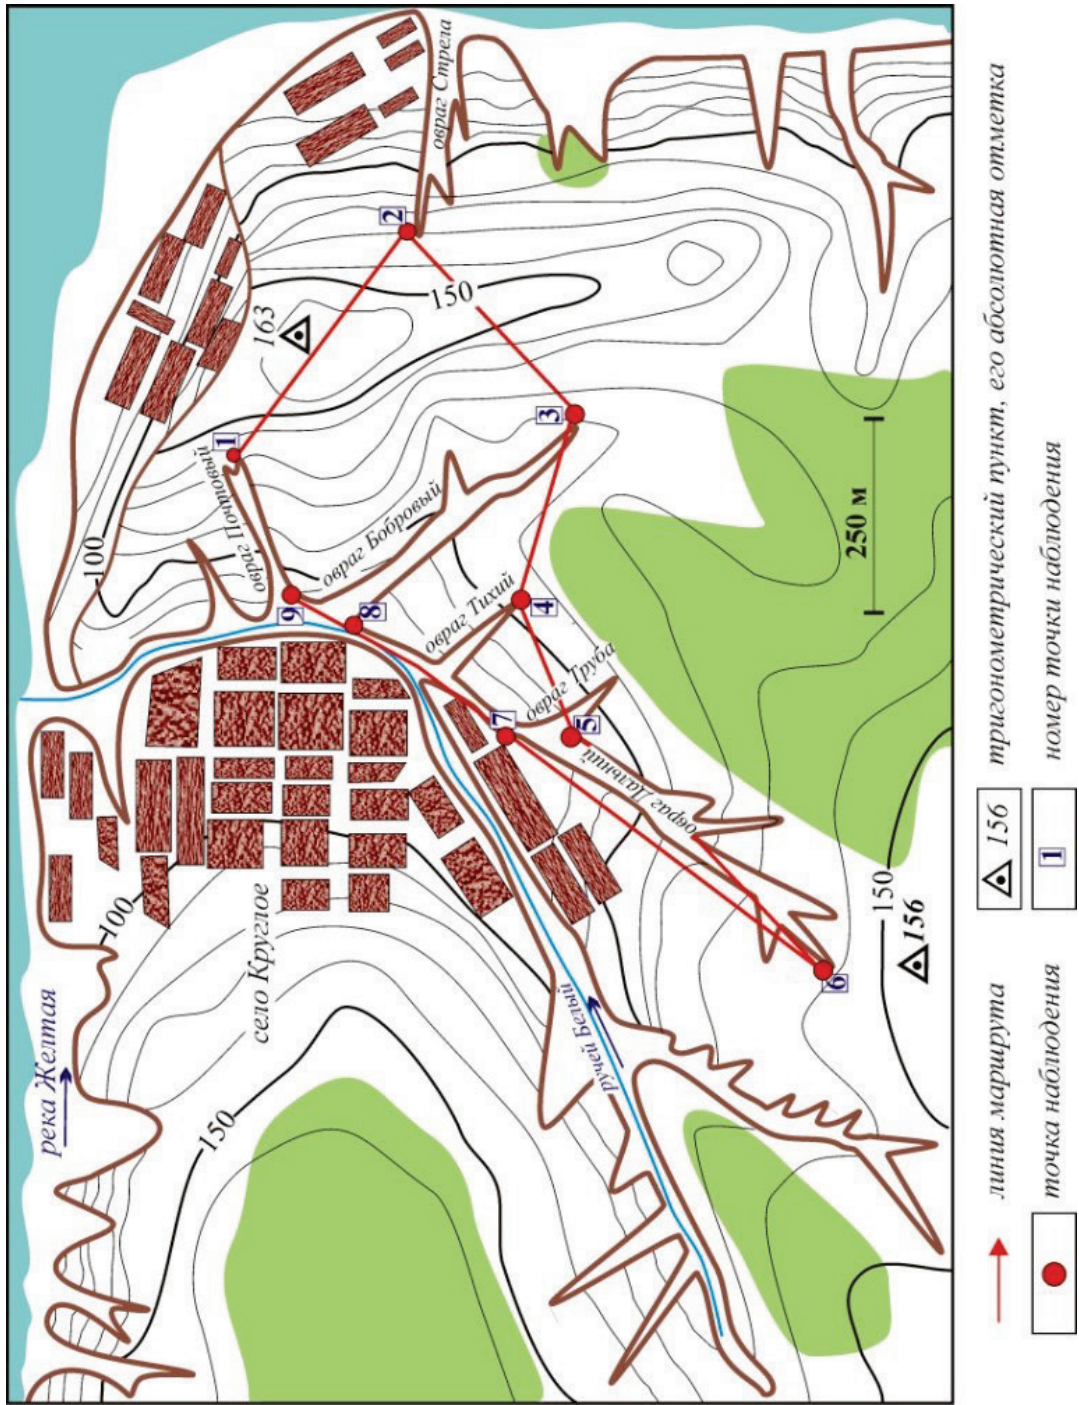 река Желтая
село Круглое
ручей Белый
100
150
100
150
150
163
156
овраг Стрела
овраг Почтовый
овраг Бобровый
овраг Тихий
овраг Труба
овраг Дальний
1
2
3
4
5
6
7
8
9
250 м
линия маршрута
156 тригонометрический пункт, его абсолютная отметка
точка наблюдения
1 номер точки наблюдения